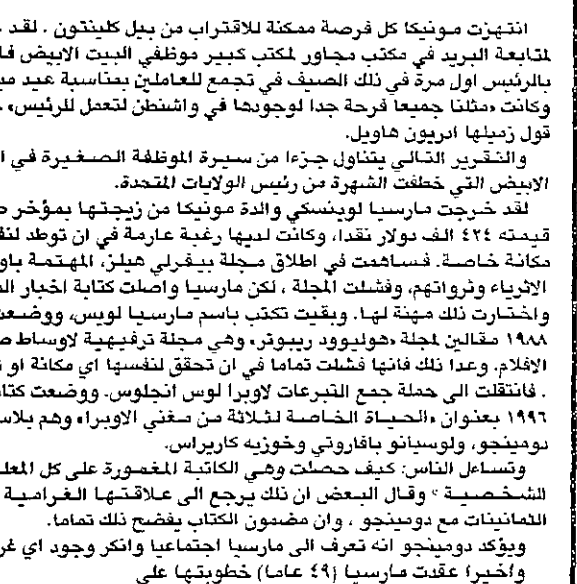 انتهزت مونيكا كل فرصة ممكنة للاقتراب من بيل كلينتون . لقد
لمتابعة البريد في مكتب مجاور لمكتب كبير موظفي البيت الابيض
بالرئيس اول مرة في ذلك الصيف في تجمع للعاملين بمناسبة عيد
وكانت «مثلنا جميعا فرحة جدا لوجودها في واشنطن لتعمل للرئيس»
قول زميلها ادريون هاويل.
والتقرير التالي يتناول جزءا من سيرة الموظفة الصغيرة في
الابيض التي خطفت الشهرة من رئيس الولايات المتحدة.
لقد خرجت مارسيا لوينسكي والدة مونيكا من زيجتها بمؤخر
قيمته ٤٢٤ الف دولار نقدا، وكانت لديها رغبة عارمة في ان توطد
مكانة خاصة. فساهمت في اطلاق مجلة بيفرلي هيلز، المهتمة
الاثرياء وثرواتهم، وفشلت المجلة ، لكن مارسيا واصلت كتابة اخبار
واختارت ذلك مهنة لها. وبقيت تكتب باسم مارسيا لويس، ووضعت
١٩٨٨ مقالين لمجلة «هوليوود ريبوتر» وهي مجلة ترفيهية لاوساط
الافلام. وعدا ذلك فانها فشلت تماما في ان تحقق لنفسها اي مكانة او
. فانتقلت الى حملة جمع التبرعات لاوبرا لوس انجلوس. ووضعت
١٩٩٦ بعنوان «الحياة الخاصة لثلاثة من مغني الاوبرا» وهم
دومينجو، ولوسيانو بافاروتي وخوزيه كاريراس.
وتساءل الناس: كيف حصلت وهي الكاتبة المغمورة على كل
الشخصية ؟ وقال البعض ان ذلك يرجع الى علاقتها الغرامية
الثمانينات مع دومينجو ، وان مضمون الكتاب يفضح ذلك تماما.
ويؤكد دومينجو انه تعرف الى مارسيا اجتماعيا وانكر وجود اي
واخيرا عقدت مارسيا (٤٩ عاما) خطوبتها على